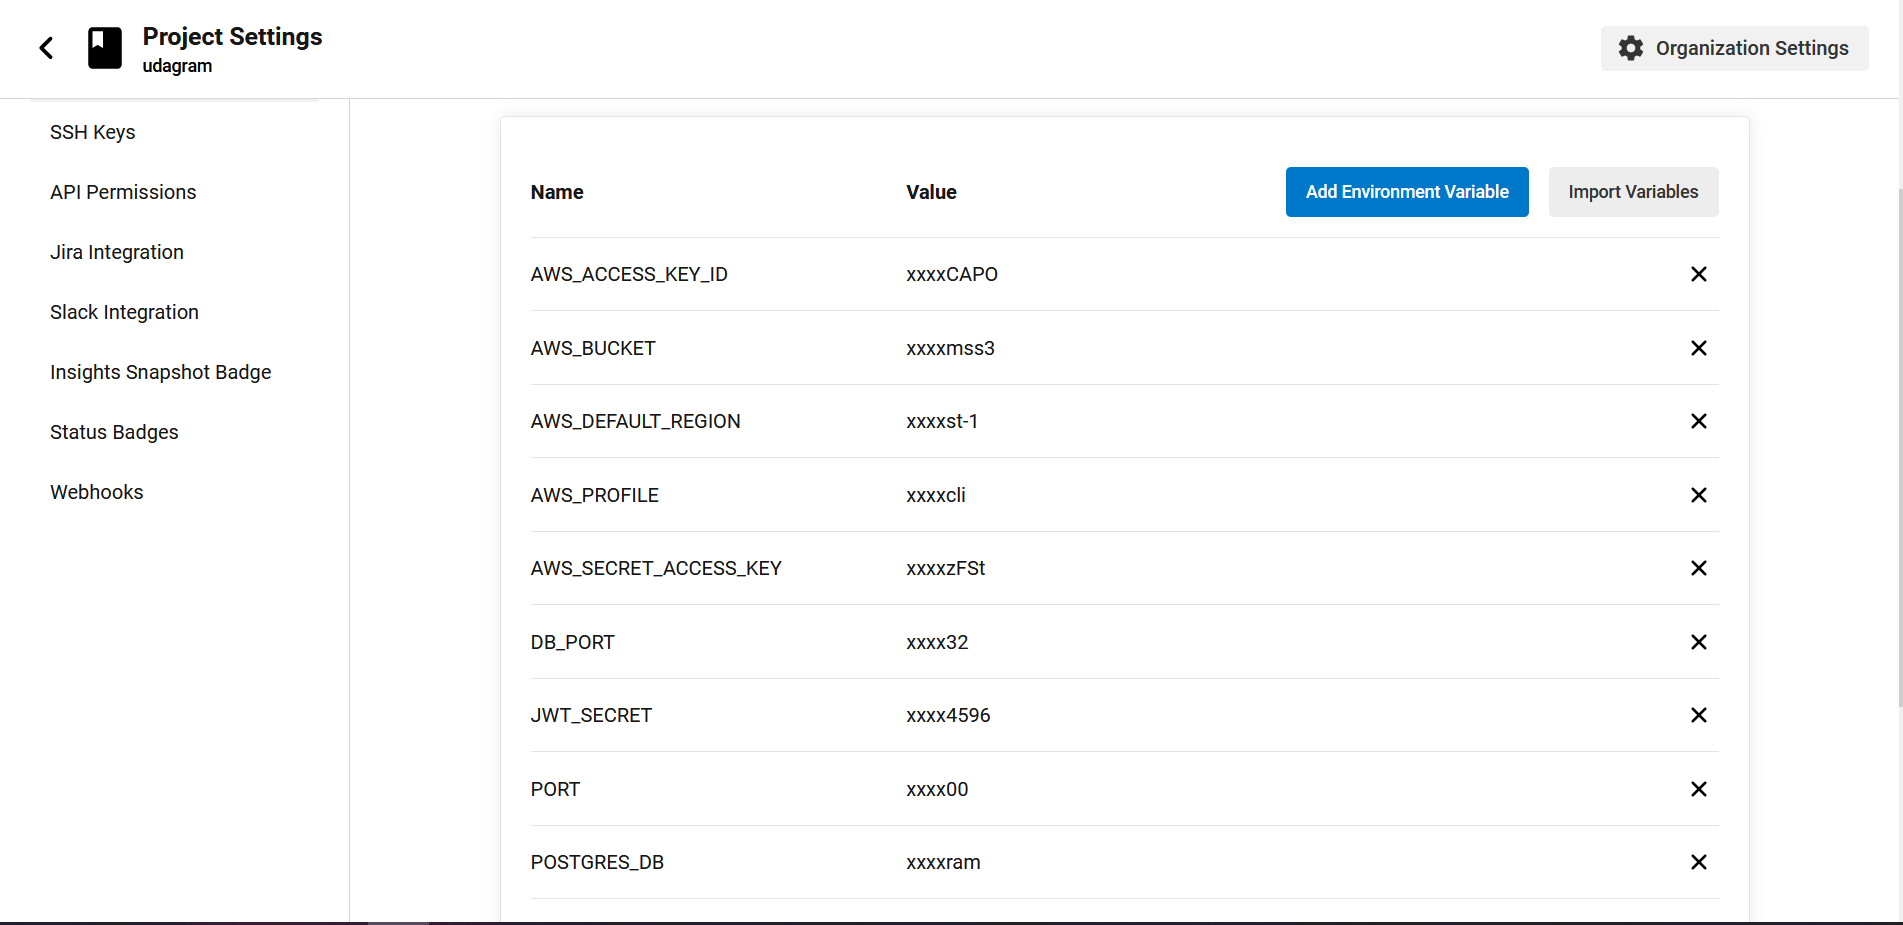 Project Settings
udagram
Organization Settings
SSH Keys
API Permissions
Jira Integration
Slack Integration
Insights Snapshot Badge
Status Badges
Webhooks
Name Value Add Environment Variable Import Variables
AWS_ACCESS_KEY_ID xxxxCAPO
AWS_BUCKET xxxxmss3
AWS_DEFAULT_REGION xxxxst-1
AWS_PROFILE xxxxcli
AWS_SECRET_ACCESS_KEY xxxxzFSt
DB_PORT xxxx32
JWT_SECRET xxxx4596
PORT xxxx00
POSTGRES_DB xxxxram